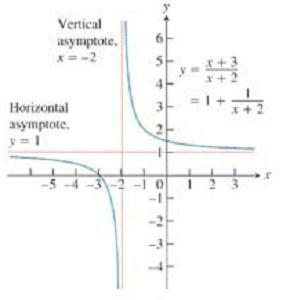 y
Vertical
asymptote,
x = -2
6
5
4
3
2
1
y = x + 3 / x + 2
= 1 + 1 / x + 2
Horizontal
asymptote,
y = 1
-5 -4 -3 -2 -1 0 1 2 3 x
-1
-2
-3
-4